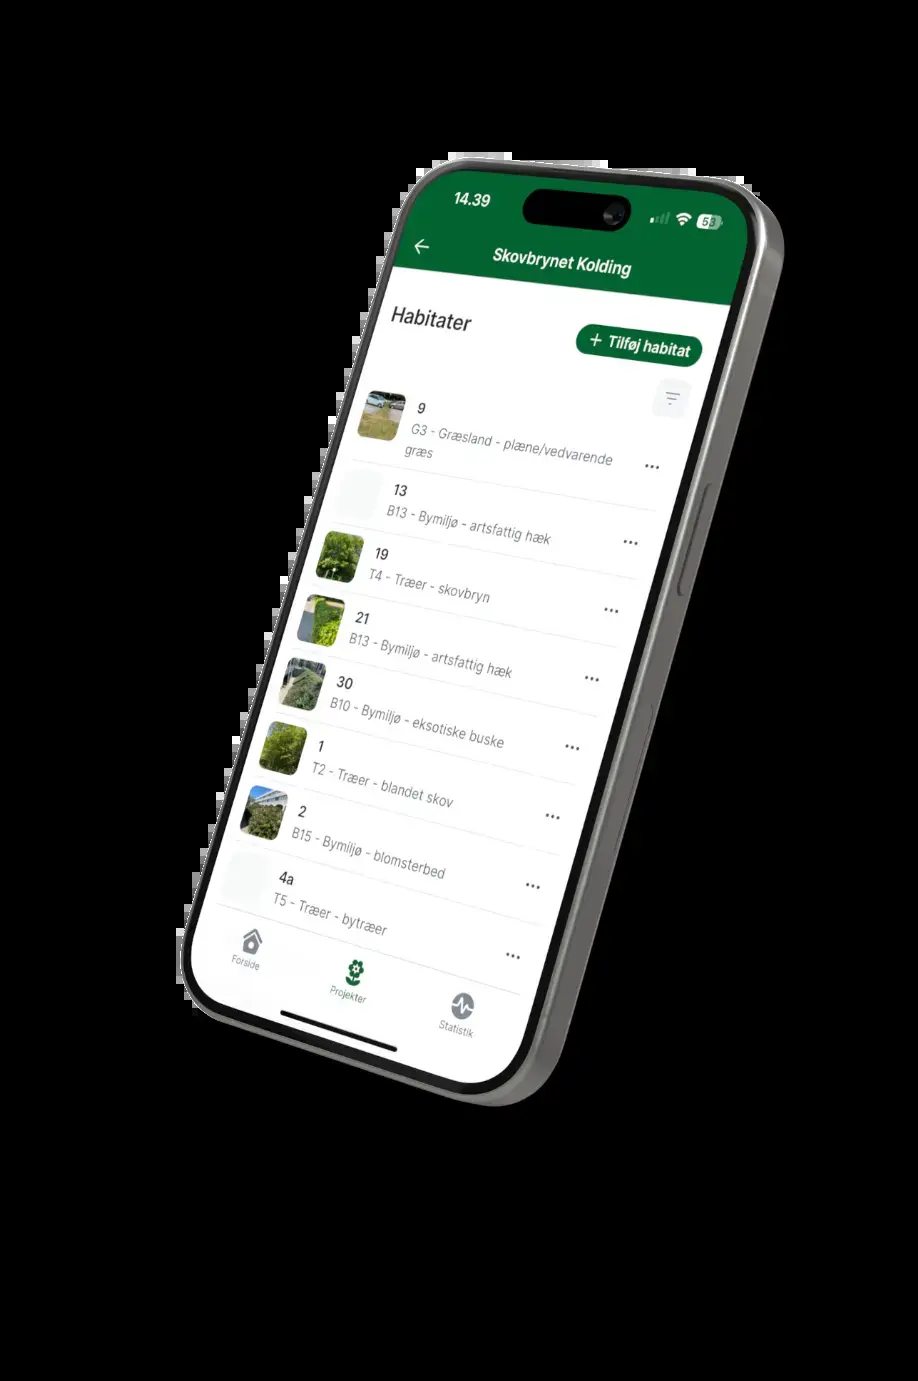 14.39
53
Skovbrynet Kolding
Habitater
+ Tilføj habitat
9
G3 - Græsland - plæne/vedvarende
græs
13
B13 - Bymiljø - artsfattig hæk
19
T4 - Træer - skovbryn
21
B13 - Bymiljø - artsfattig hæk
30
B10 - Bymiljø - eksotiske buske
1
T2 - Træer - blandet skov
2
B15 - Bymiljø - blomsterbed
4a
T5 - Træer - bytræer
Forside
Projekter
Statistik